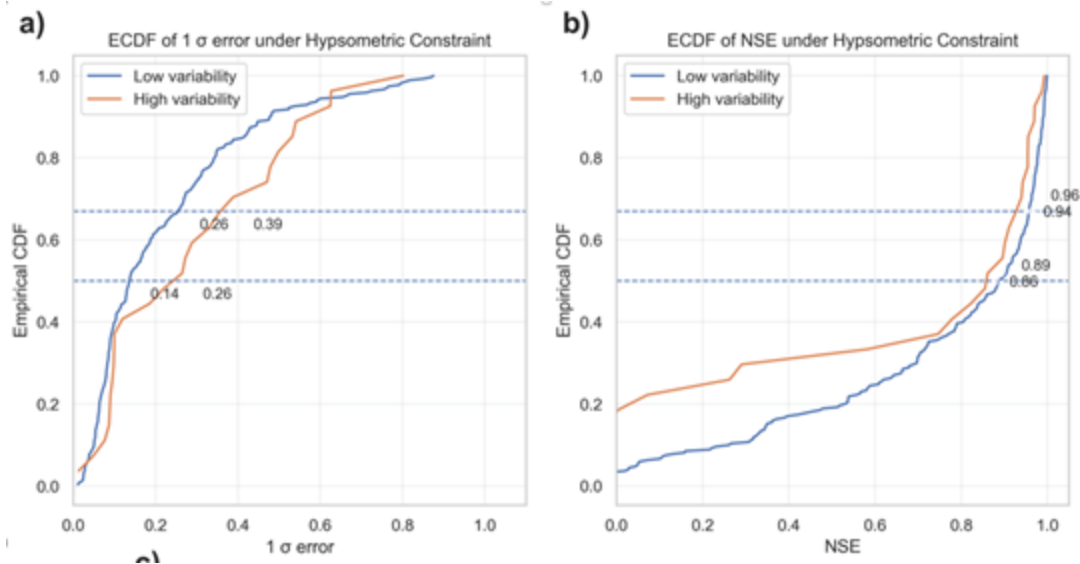 a)
ECDF of 1 σ error under Hypsometric Constraint
Low variability
High variability
Empirical CDF
1.0
0.8
0.6
0.4
0.2
0.0
0.26
0.39
0.14
0.26
0.0 0.2 0.4 0.6 0.8 1.0
1 σ error
b)
ECDF of NSE under Hypsometric Constraint
Low variability
High variability
Empirical CDF
1.0
0.8
0.6
0.4
0.2
0.0
0.96
0.94
0.89
0.86
0.0 0.2 0.4 0.6 0.8 1.0
NSE
c)